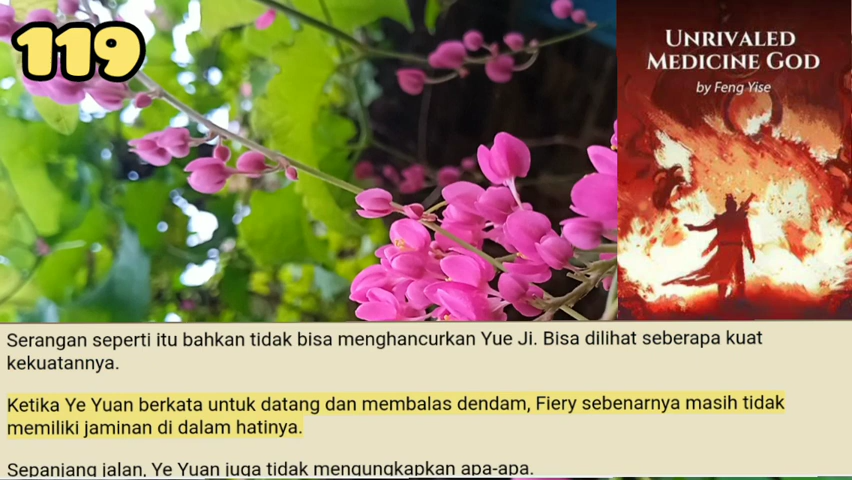 119
UNRIVALED
MEDICINE GOD
by Feng Yise
Serangan seperti itu bahkan tidak bisa menghancurkan Yue Ji. Bisa dilihat seberapa kuat
kekuatannya.
Ketika Ye Yuan berkata untuk datang dan membalas dendam, Fiery sebenarnya masih tidak
memiliki jaminan di dalam hatinya.
Sepanjang jalan, Ye Yuan juga tidak mengungkapkan apa-apa.